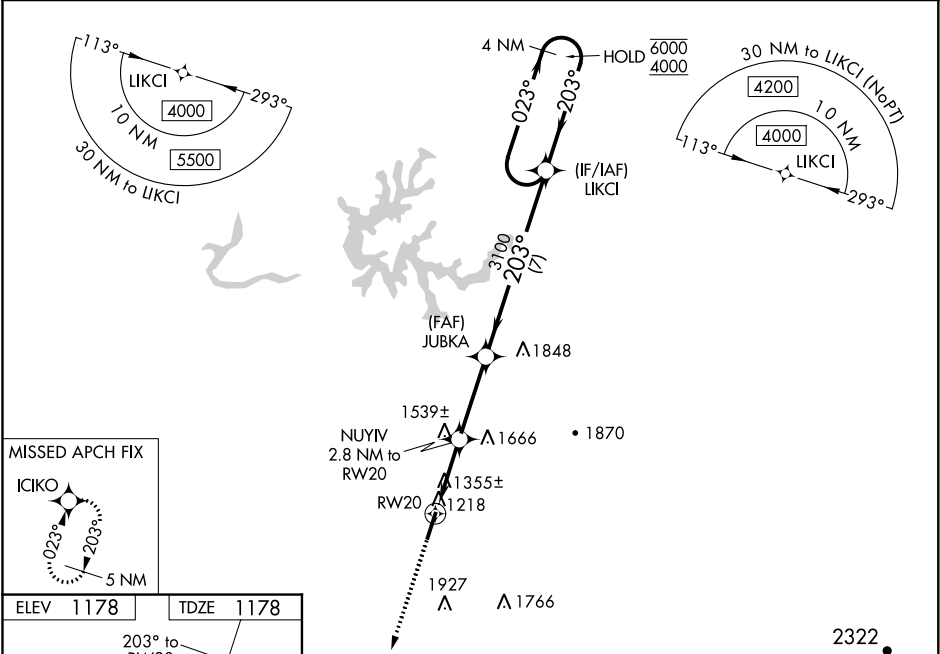 113°
LIKCI
293°
4000
10 NM
5500
30 NM to LIKCI
4 NM
HOLD 6000
4000
023°
203°
(IF/IAF)
LIKCI
30 NM to LIKCI (NoPT)
4200
10 NM
4000
113°
LIKCI
293°
3100
203°
(7)
(FAF)
JUBKA
1848
1539±
NUYIV
2.8 NM to
RW20
1666
1870
1355±
RW20
1218
MISSED APCH FIX
ICIKO
023°
203°
5 NM
1927
1766
ELEV 1178
TDZE 1178
203° to
2322